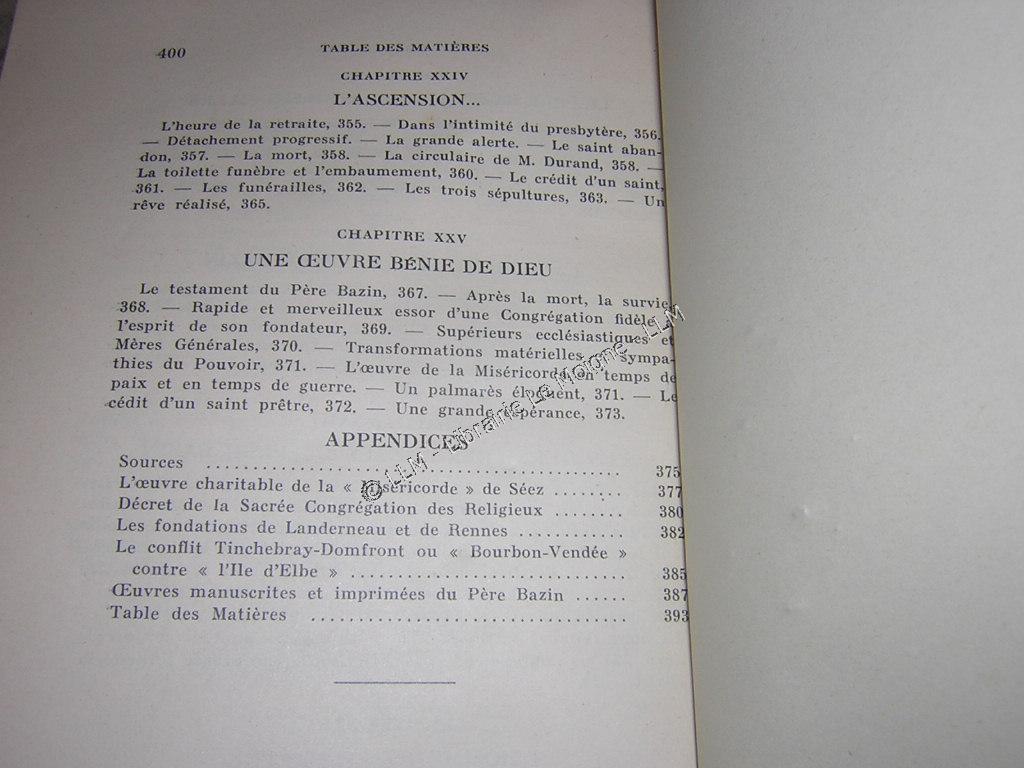 400 TABLE DES MATIÈRES
CHAPITRE XXIV
L'ASCENSION...
L'heure de la retraite, 355. — Dans l'intimité du presbytère, 356.
— Détachement progressif. — La grande alerte. — Le saint aban-
don, 357. — La mort, 358. — La circulaire de M. Durand, 358. —
La toilette funèbre et l'embaumement, 360. — Le crédit d'un saint,
361. — Les funérailles, 362. — Les trois sépultures, 363. — Un
rêve réalisé, 365.
CHAPITRE XXV
UNE ŒUVRE BÉNIE DE DIEU
Le testament du Père Bazin, 367. — Après la mort, la survie,
368. — Rapide et merveilleux essor d'une Congrégation fidèle
l'esprit de son fondateur, 369. — Supérieurs ecclésiastiques et
Mères Générales, 370. — Transformations matérielles sympa-
thies du Pouvoir, 371. — L'œuvre de la Miséricorde en temps de
paix et en temps de guerre. — Un palmarès éloquent, 371. — Le
cédit d'un saint prêtre, 372. — Une grande espérance, 373.
APPENDICES
Sources .......... 375
L'œuvre charitable de la « Miséricorde » de Séez ........ 377
Décret de la Sacrée Congrégation des Religieux ........ 380
Les fondations de Landerneau et de Rennes ............ 382
Le conflit Tinchebray-Domfront ou « Bourbon-Vendée »
contre « l'Ile d'Elbe » .............................. 385
Œuvres manuscrites et imprimées du Père Bazin ...... 387
Table des Matières .................................. 393
© LLM - Librairie Le Moigne - LLM